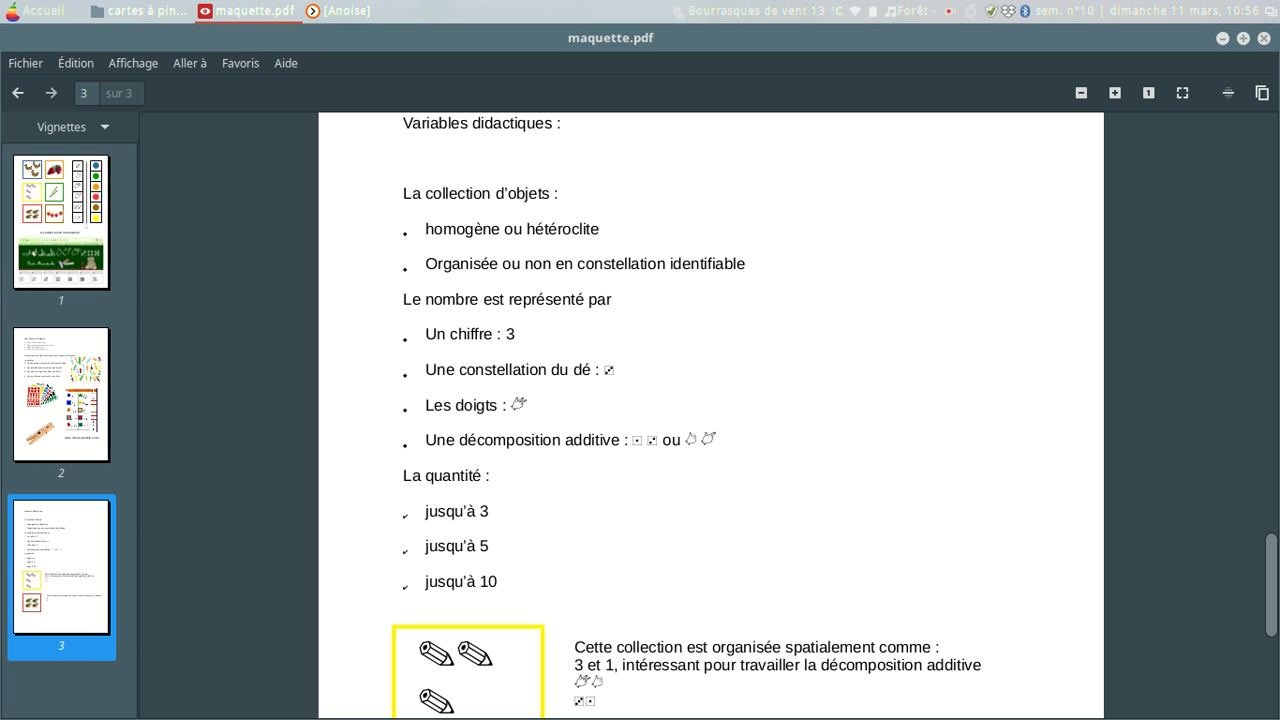 Accueil
cartes à pin...
maquette.pdf
[Anoise]
Bourrasques de vent 13 °C
Forêt -
sem. n°10 | dimanche 11 mars, 10:56
maquette.pdf
Fichier Édition Affichage Aller à Favoris Aide
3 sur 3
Vignettes
1
2
3
Variables didactiques :
La collection d’objets :
homogène ou hétéroclite
Organisée ou non en constellation identifiable
Le nombre est représenté par
Un chiffre : 3
Une constellation du dé :
Les doigts :
Une décomposition additive : ou
La quantité :
jusqu’à 3
jusqu’à 5
jusqu’à 10
Cette collection est organisée spatialement comme :
3 et 1, intéressant pour travailler la décomposition additive